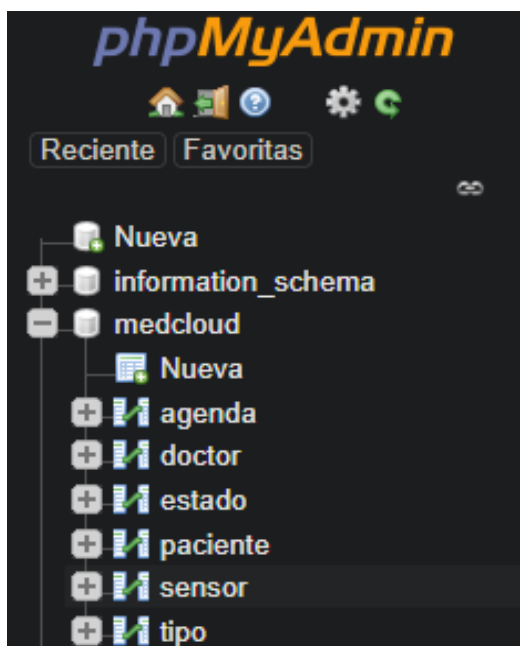 phpMyAdmin
Reciente Favoritas
Nueva
information_schema
medcloud
Nueva
agenda
doctor
estado
paciente
sensor
tipo